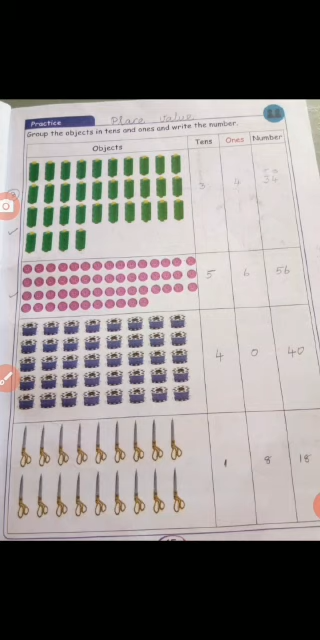 Practice
Place value
Group the objects in tens and ones and write the number.
Objects Tens Ones Number
3 4 34
5 6 56
4 0 40
1 8 18